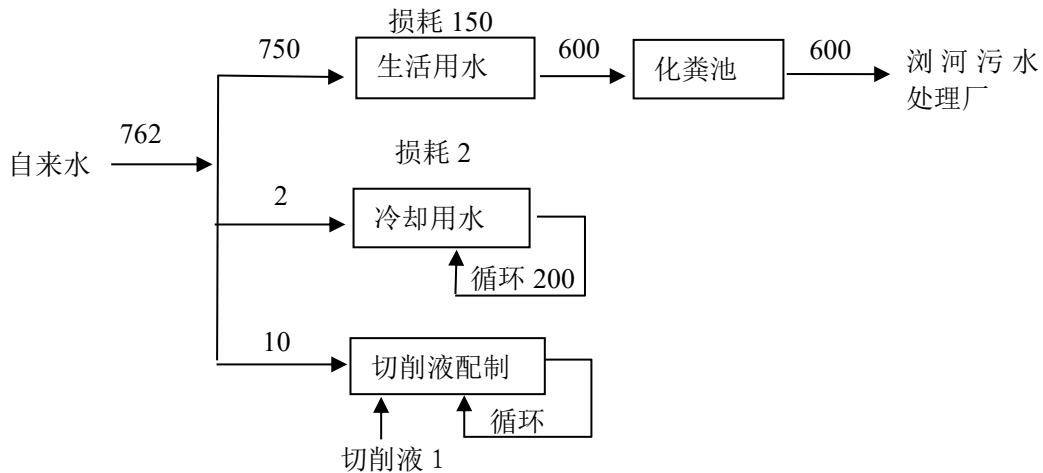 损耗 150
750
生活用水
600
化粪池
600
浏河污水
处理厂
762
自来水
损耗 2
2
冷却用水
循环 200
10
切削液配制
循环
切削液 1